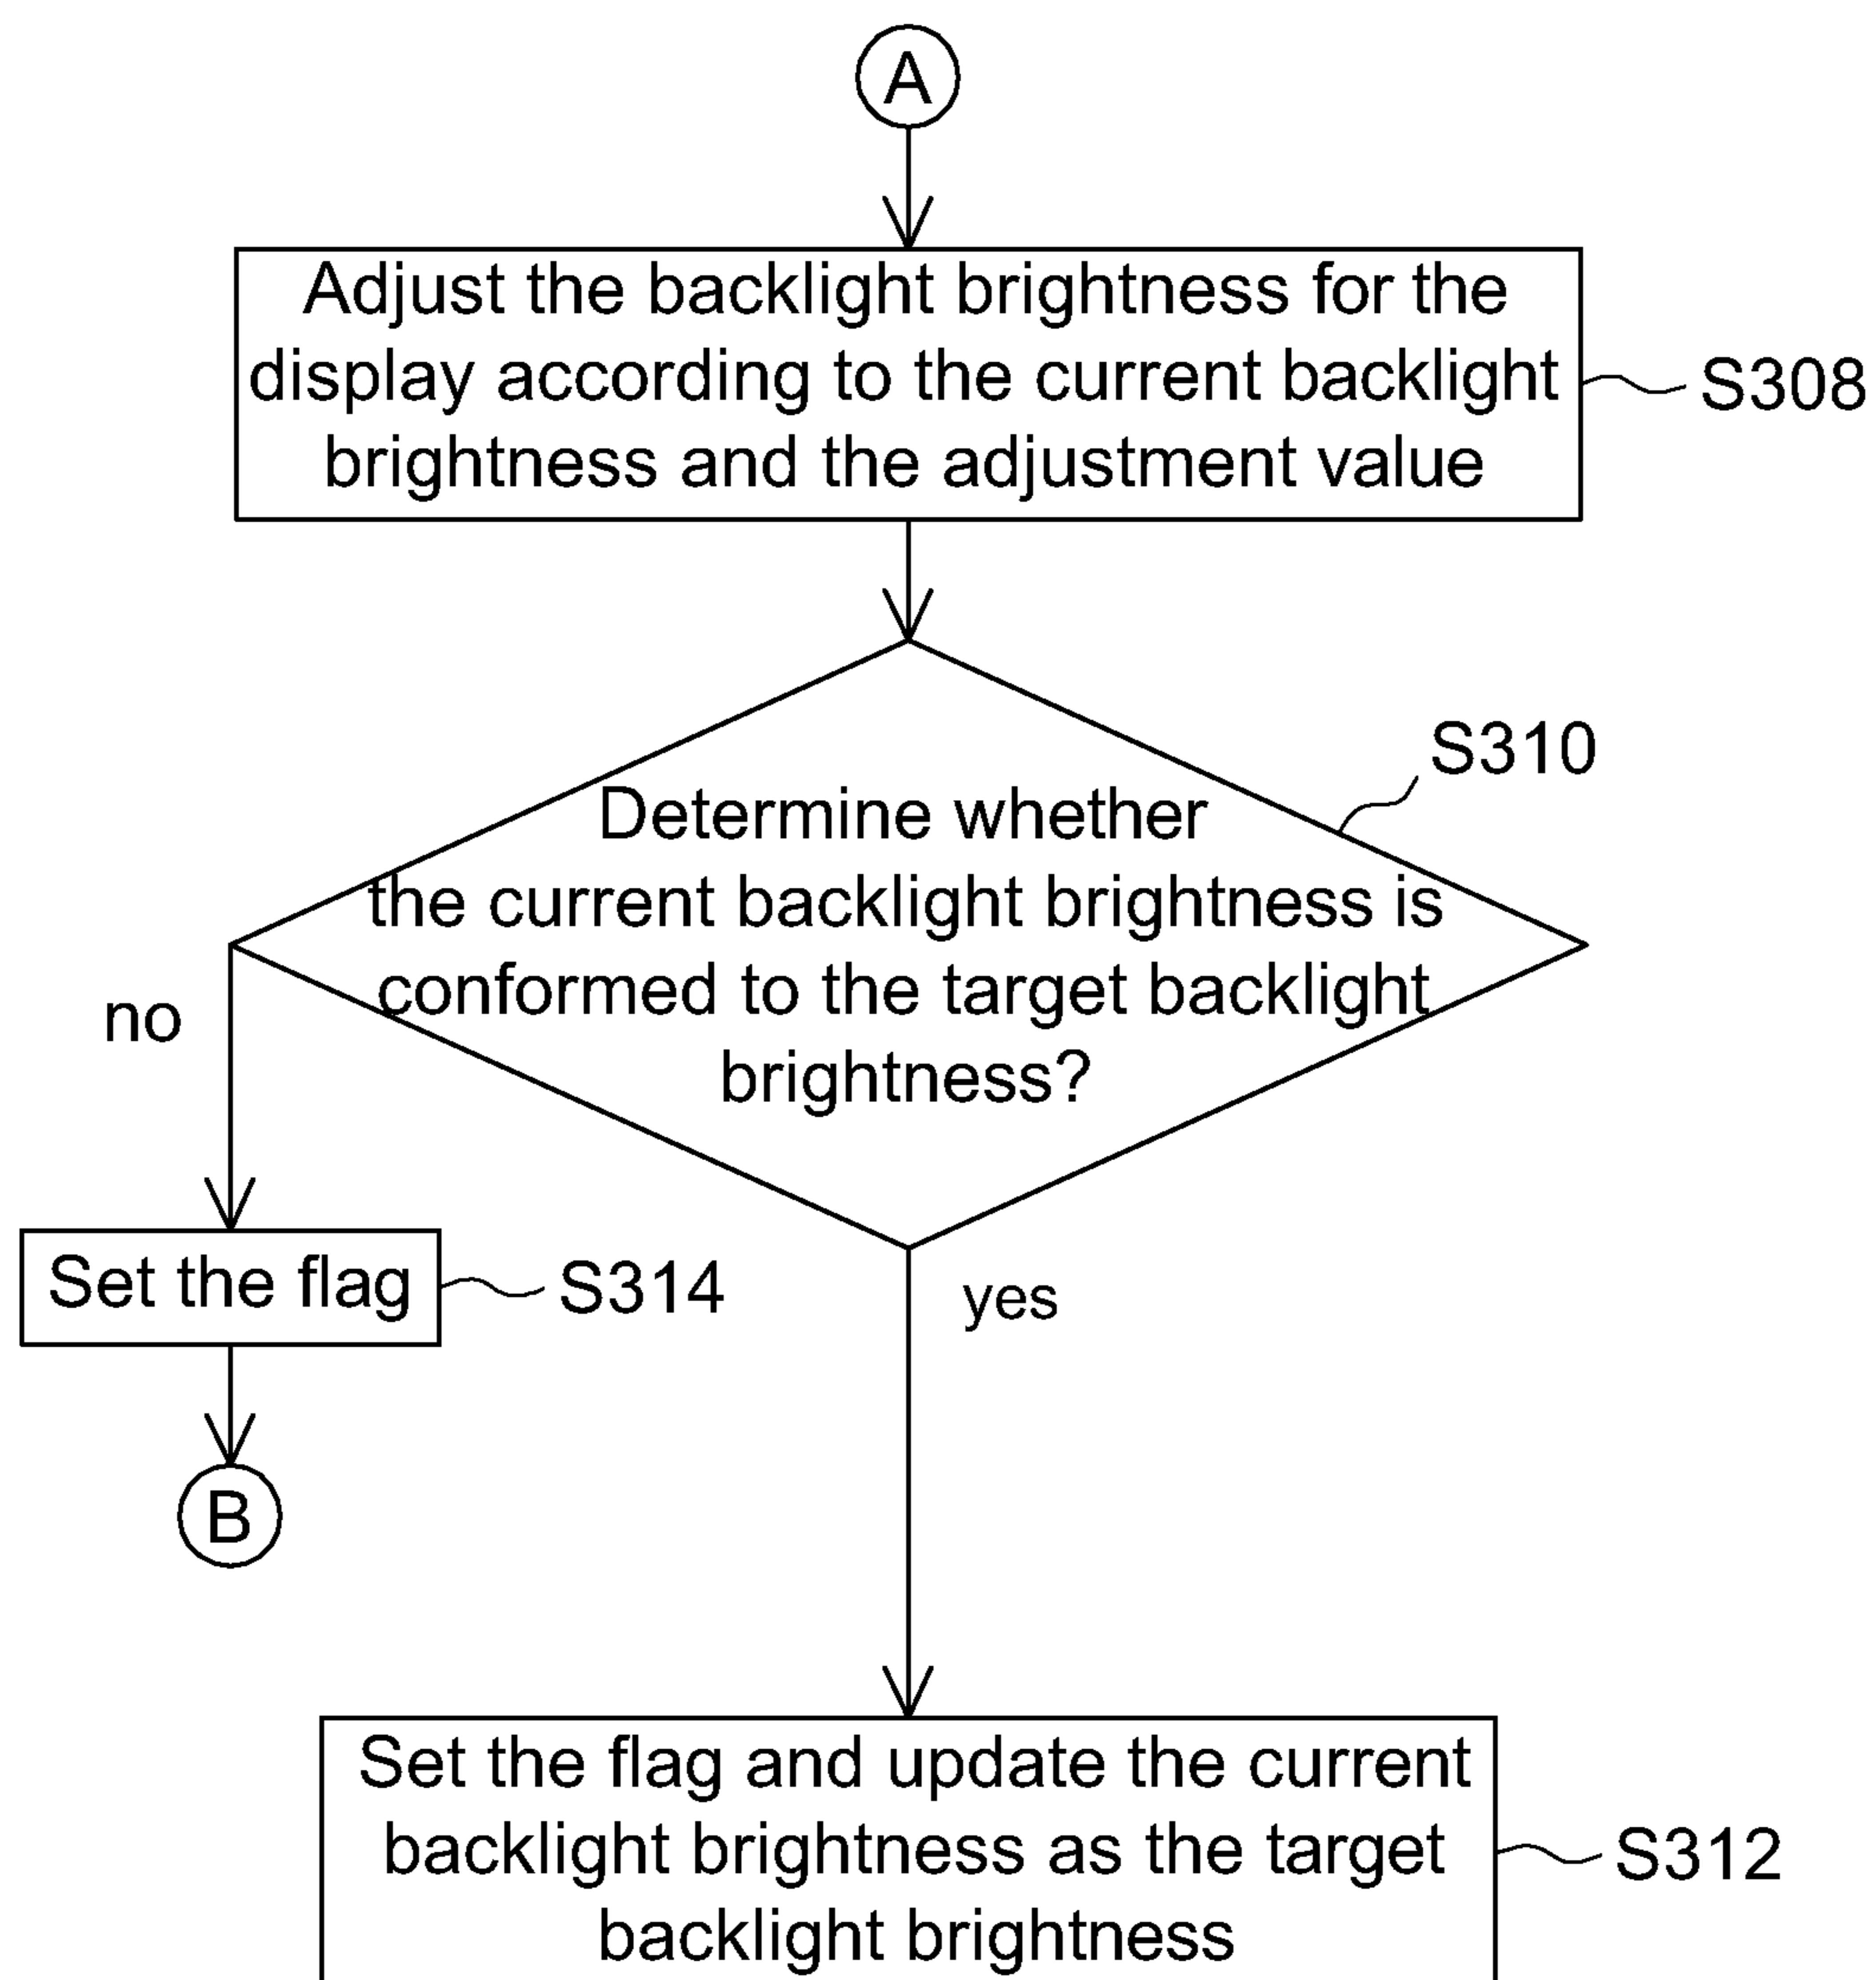 A
Adjust the backlight brightness for the
display according to the current backlight
brightness and the adjustment value
S308
S310
Determine whether
the current backlight brightness is
conformed to the target backlight
brightness?
no
Set the flag
S314
yes
B
Set the flag and update the current
backlight brightness as the target
backlight brightness
S312